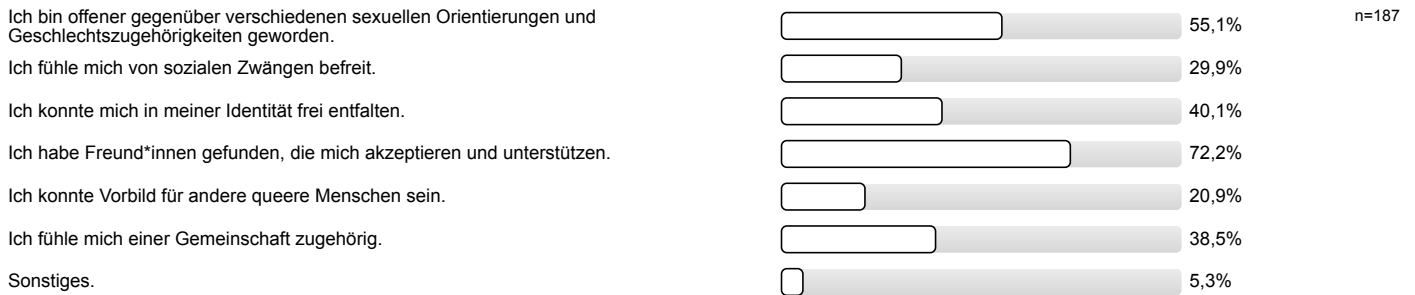 Ich bin offener gegenüber verschiedenen sexuellen Orientierungen und
Geschlechtszugehörigkeiten geworden.
55,1%
n=187
Ich fühle mich von sozialen Zwängen befreit.
29,9%
Ich konnte mich in meiner Identität frei entfalten.
40,1%
Ich habe Freund*innen gefunden, die mich akzeptieren und unterstützen.
72,2%
Ich konnte Vorbild für andere queere Menschen sein.
20,9%
Ich fühle mich einer Gemeinschaft zugehörig.
38,5%
Sonstiges.
5,3%